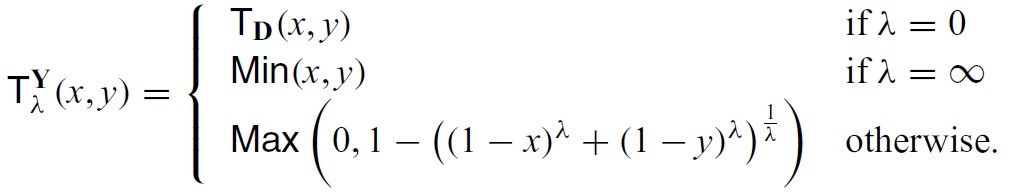 T_D(x, y) if λ = 0
Min(x, y) if λ = ∞
T^Y_λ(x, y) = {
Max(0, 1 − ((1 − x)^λ + (1 − y)^λ)^(1/λ)) otherwise.